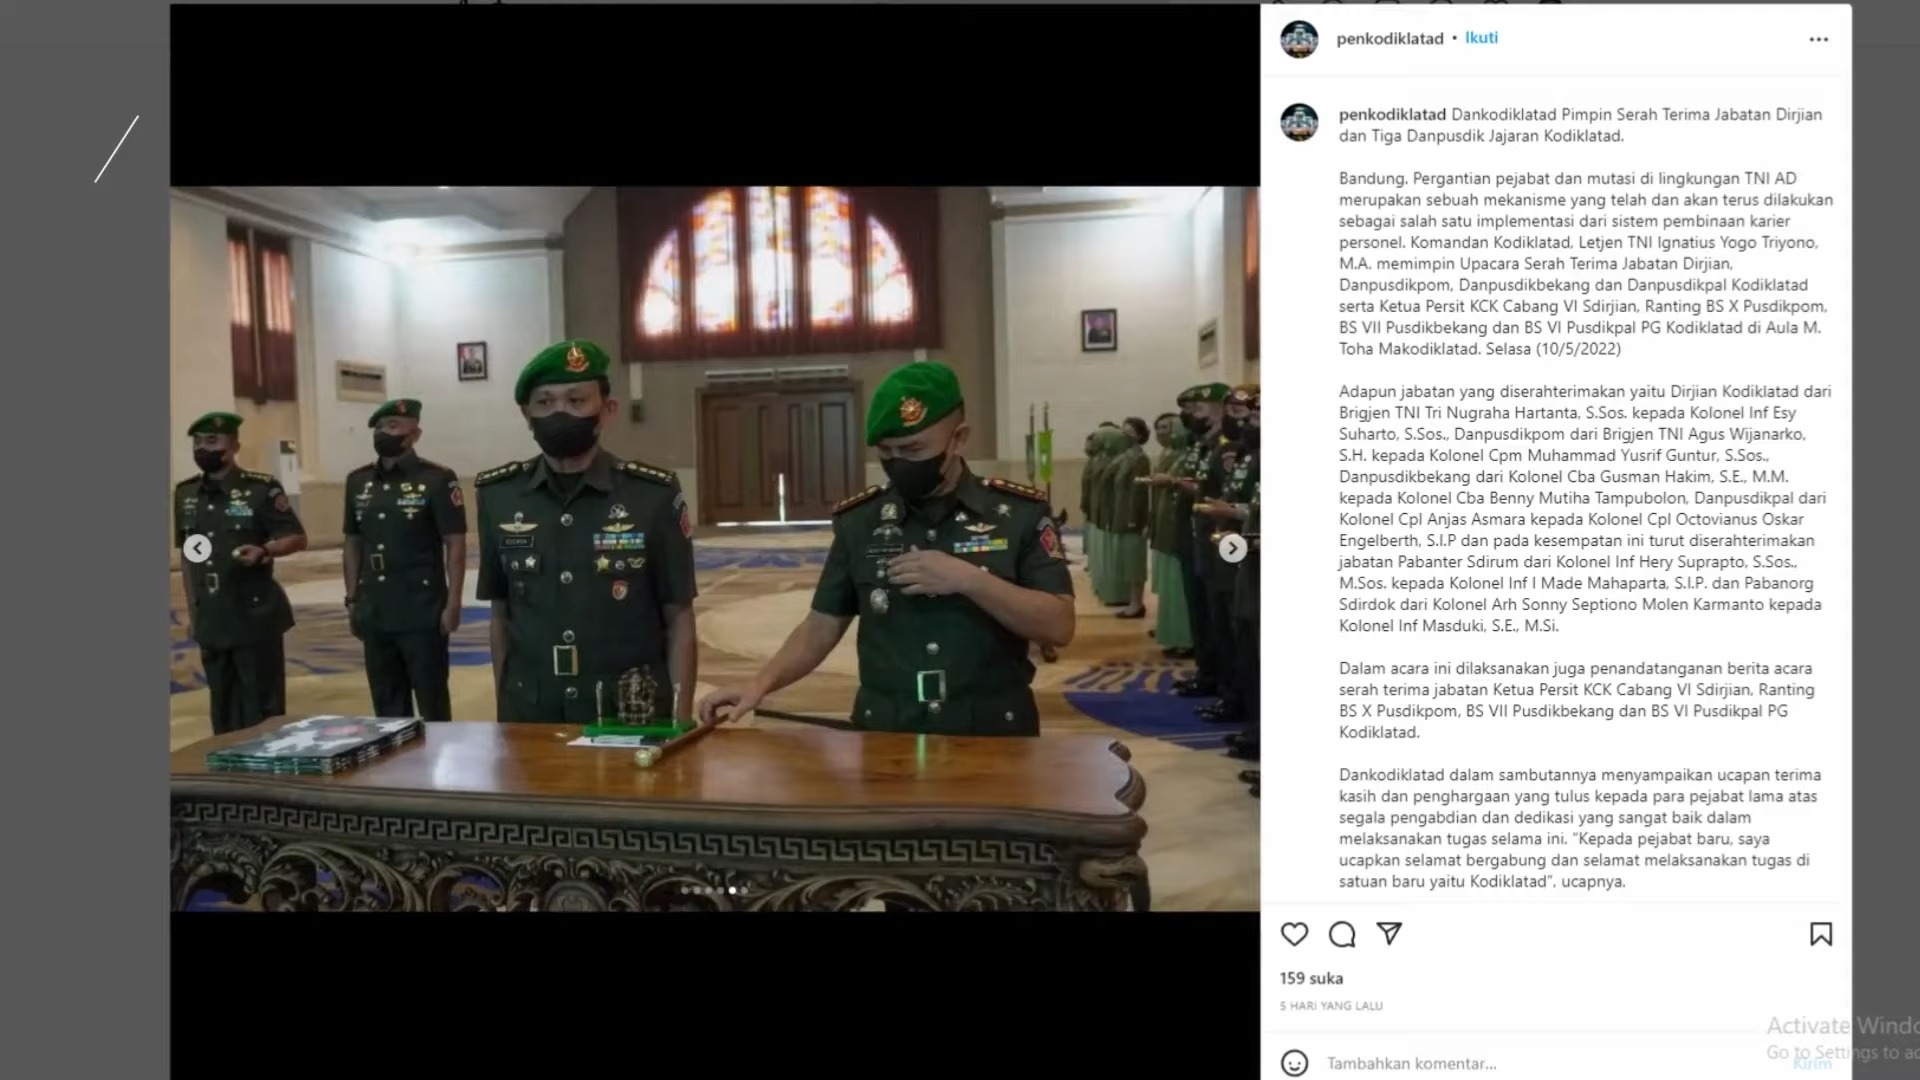 penkodiklatad • Ikuti
penkodiklatad Dankodiklatad Pimpin Serah Terima Jabatan Dirjian
dan Tiga Danpusdik Jajaran Kodiklatad.
Bandung. Pergantian pejabat dan mutasi di lingkungan TNI AD
merupakan sebuah mekanisme yang telah dan akan terus dilakukan
sebagai salah satu implementasi dari sistem pembinaan karier
personel. Komandan Kodiklatad, Letjen TNI Ignatius Yogo Triyono,
M.A. memimpin Upacara Serah Terima Jabatan Dirjian,
Danpusdikpom, Danpusdikbekang dan Danpusdikpal Kodiklatad
serta Ketua Persit KCK Cabang VI Sdirjian, Ranting BS X Pusdikpom,
BS VII Pusdikbekang dan BS VI Pusdikpal PG Kodiklatad di Aula M.
Toha Makodiklatad. Selasa (10/5/2022)
Adapun jabatan yang diserahterimakan yaitu Dirjian Kodiklatad dari
Brigjen TNI Tri Nugraha Hartanta, S.Sos. kepada Kolonel Inf Esy
Suharto, S.Sos., Danpusdikpom dari Brigjen TNI Agus Wijanarko,
S.H. kepada Kolonel Cpm Muhammad Yusrif Guntur, S.Sos.,
Danpusdikbekang dari Kolonel Cba Gusman Hakim, S.E., M.M.
kepada Kolonel Cba Benny Mutiha Tampubolon, Danpusdikpal dari
Kolonel Cpl Anjas Asmara kepada Kolonel Cpl Octovianus Oskar
Engelberth, S.I.P dan pada kesempatan ini turut diserahterimakan
jabatan Pabanter Sdirum dari Kolonel Inf Hery Suprapto, S.Sos.,
M.Sos. kepada Kolonel Inf I Made Mahaparta, S.I.P. dan Pabanorg
Sdirdok dari Kolonel Arh Sonny Septiono Molen Karmanto kepada
Kolonel Inf Masduki, S.E., M.Si.
Dalam acara ini dilaksanakan juga penandatanganan berita acara
serah terima jabatan Ketua Persit KCK Cabang VI Sdirjian, Ranting
BS X Pusdikpom, BS VII Pusdikbekang dan BS VI Pusdikpal PG
Kodiklatad.
Dankodiklatad dalam sambutannya menyampaikan ucapan terima
kasih dan penghargaan yang tulus kepada para pejabat lama atas
segala pengabdian dan dedikasi yang sangat baik dalam
melaksanakan tugas selama ini. “Kepada pejabat baru, saya
ucapkan selamat bergabung dan selamat melaksanakan tugas di
satuan baru yaitu Kodiklatad”, ucapnya.
159 suka
5 HARI YANG LALU
Tambahkan komentar...
Kirim
Activate Windo
Go to Settings to ac